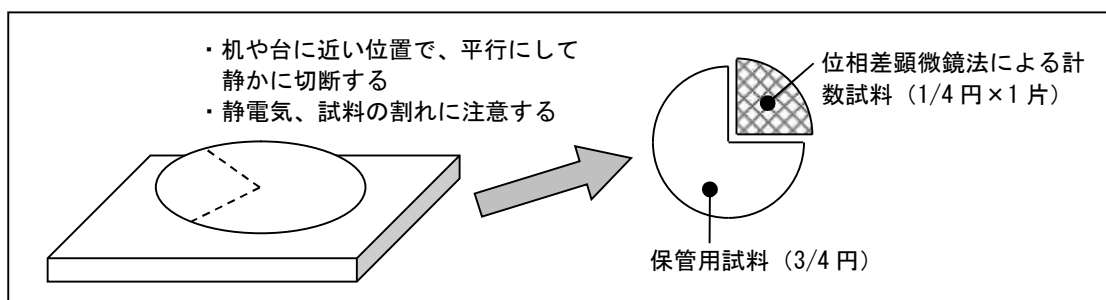 ・机や台に近い位置で、平行にして
静かに切断する
・静電気、試料の割れに注意する
位相差顕微鏡法による計
数試料（1/4 円×1 片）
保管用試料（3/4 円）